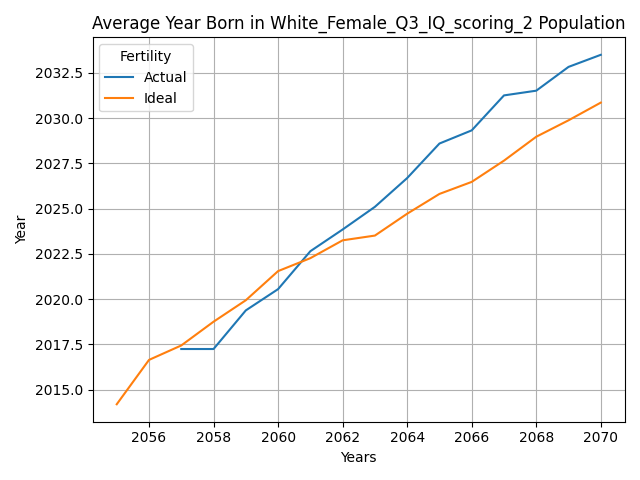 Average Year Born in White_Female_Q3_IQ_scoring_2 Population
Fertility
Actual
Ideal
2032.5
2030.0
2027.5
2025.0
2022.5
2020.0
2017.5
2015.0
Year
2056 2058 2060 2062 2064 2066 2068 2070
Years